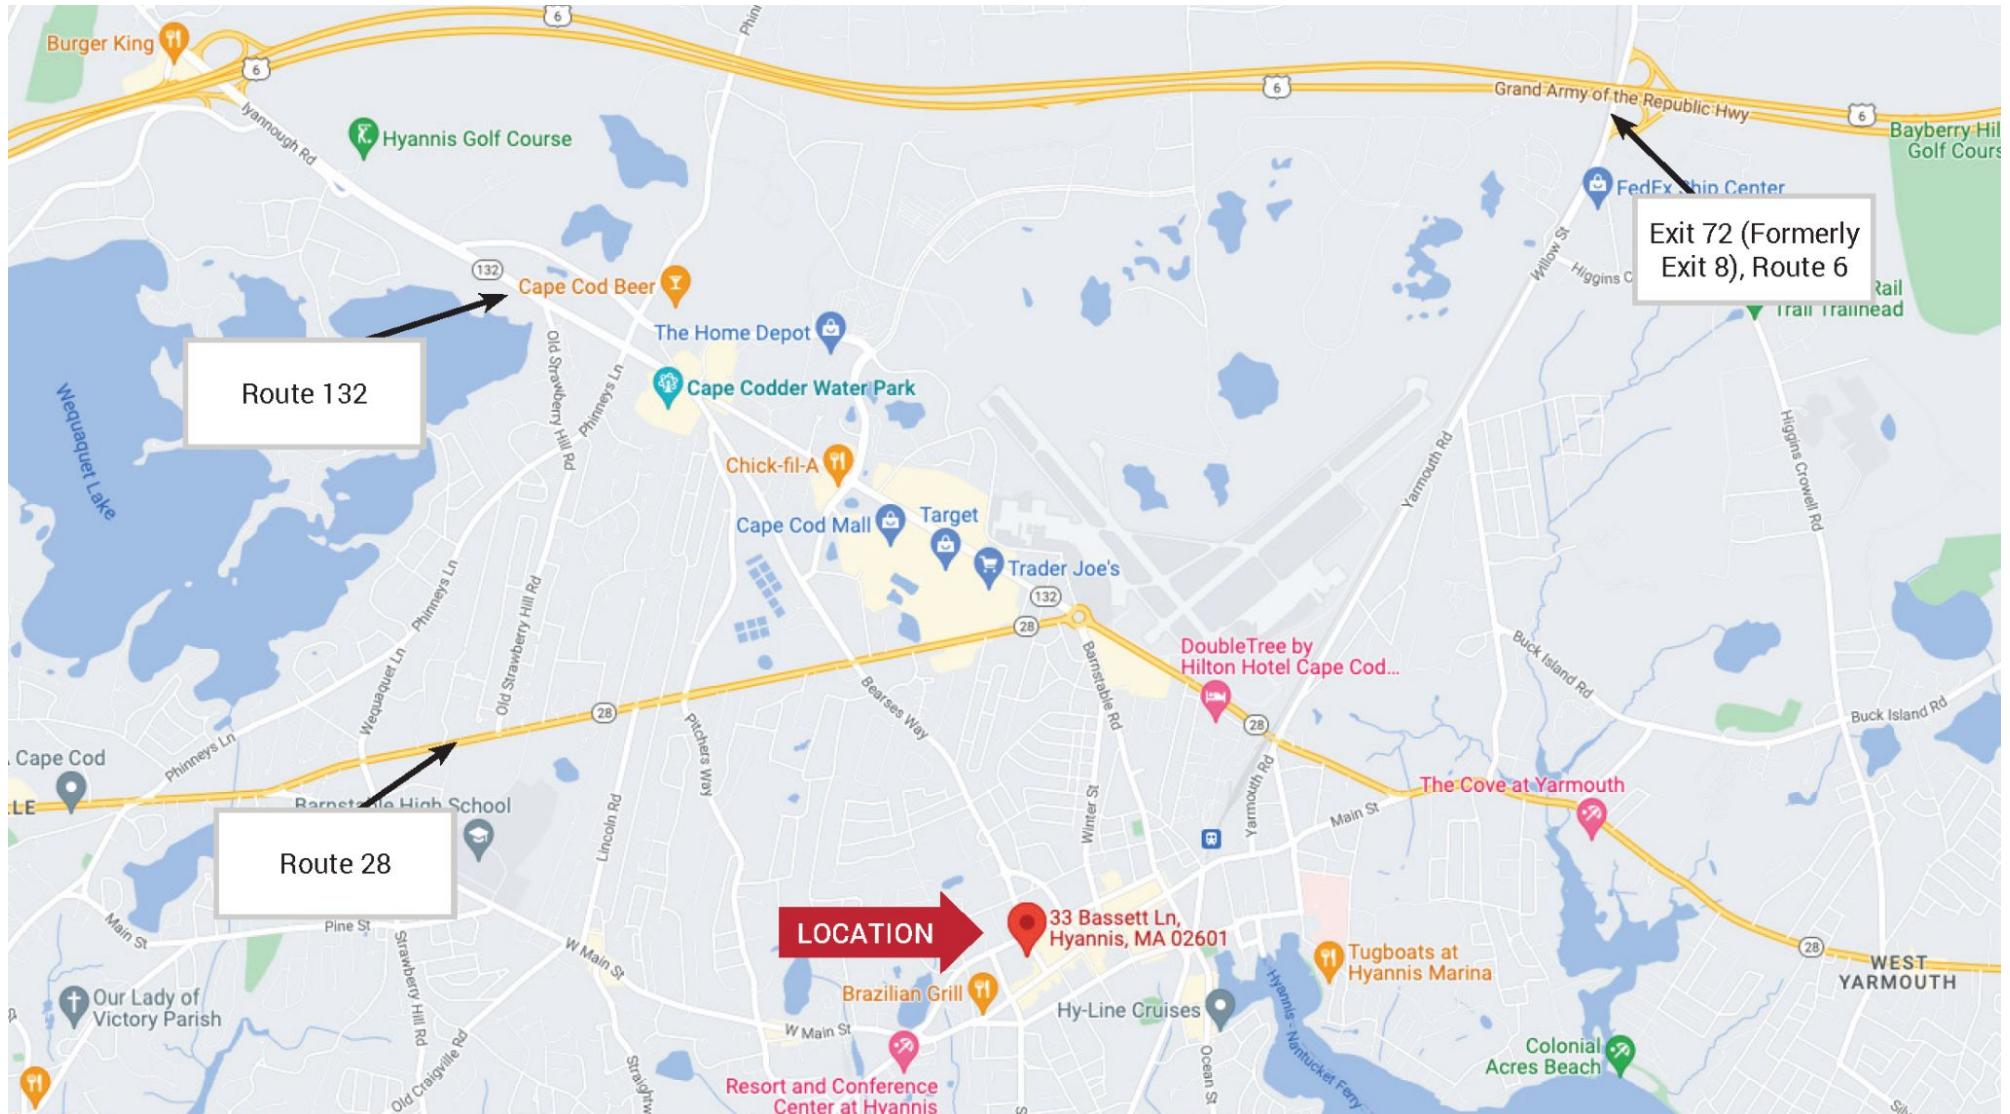 6
Phin
Burger King
6
6
Grand Army of the Republic Hwy
6
Iyannough Rd
Hyannis Golf Course
Bayberry Hil
Golf Cours
FedEx Ship Center
Exit 72 (Formerly
Exit 8), Route 6
Willow St
Higgins C
Rail
Trail Trailhead
132
Cape Cod Beer
The Home Depot
Route 132
Old Strawberry Hill Rd
Phinneys Ln
Cape Codder Water Park
Wequaquet Lake
Chick-fil-A
Yarmouth Rd
Higgins Crowell Rd
Cape Cod Mall
Target
Trader Joe's
132
28
Phinneys Ln
Old Strawberry Hill Rd
Wequaquet Ln
DoubleTree by
Hilton Hotel Cape Cod...
Buck Island Rd
Barnstable Rd
Bearses Way
28
Pitchers Way
28
Buck Island Rd
Phinneys Ln
Cape Cod
LLE
The Cove at Yarmouth
Barnstable High School
Lincoln Rd
Winter St
Yarmouth Rd
Main St
Route 28
Main St
Pine St
Strawberry Hill Rd
W Main St
LOCATION
33 Bassett Ln,
Hyannis, MA 02601
Tugboats at
Hyannis Marina
28
WEST
YARMOUTH
Our Lady of
Victory Parish
Brazilian Grill
Hy-Line Cruises
Hyannis - Nantucket Ferry
W Main St
Old Craigville Rd
Straightw
Resort and Conference
Center at Hyannis
Ocean St
Colonial
Acres Beach
S